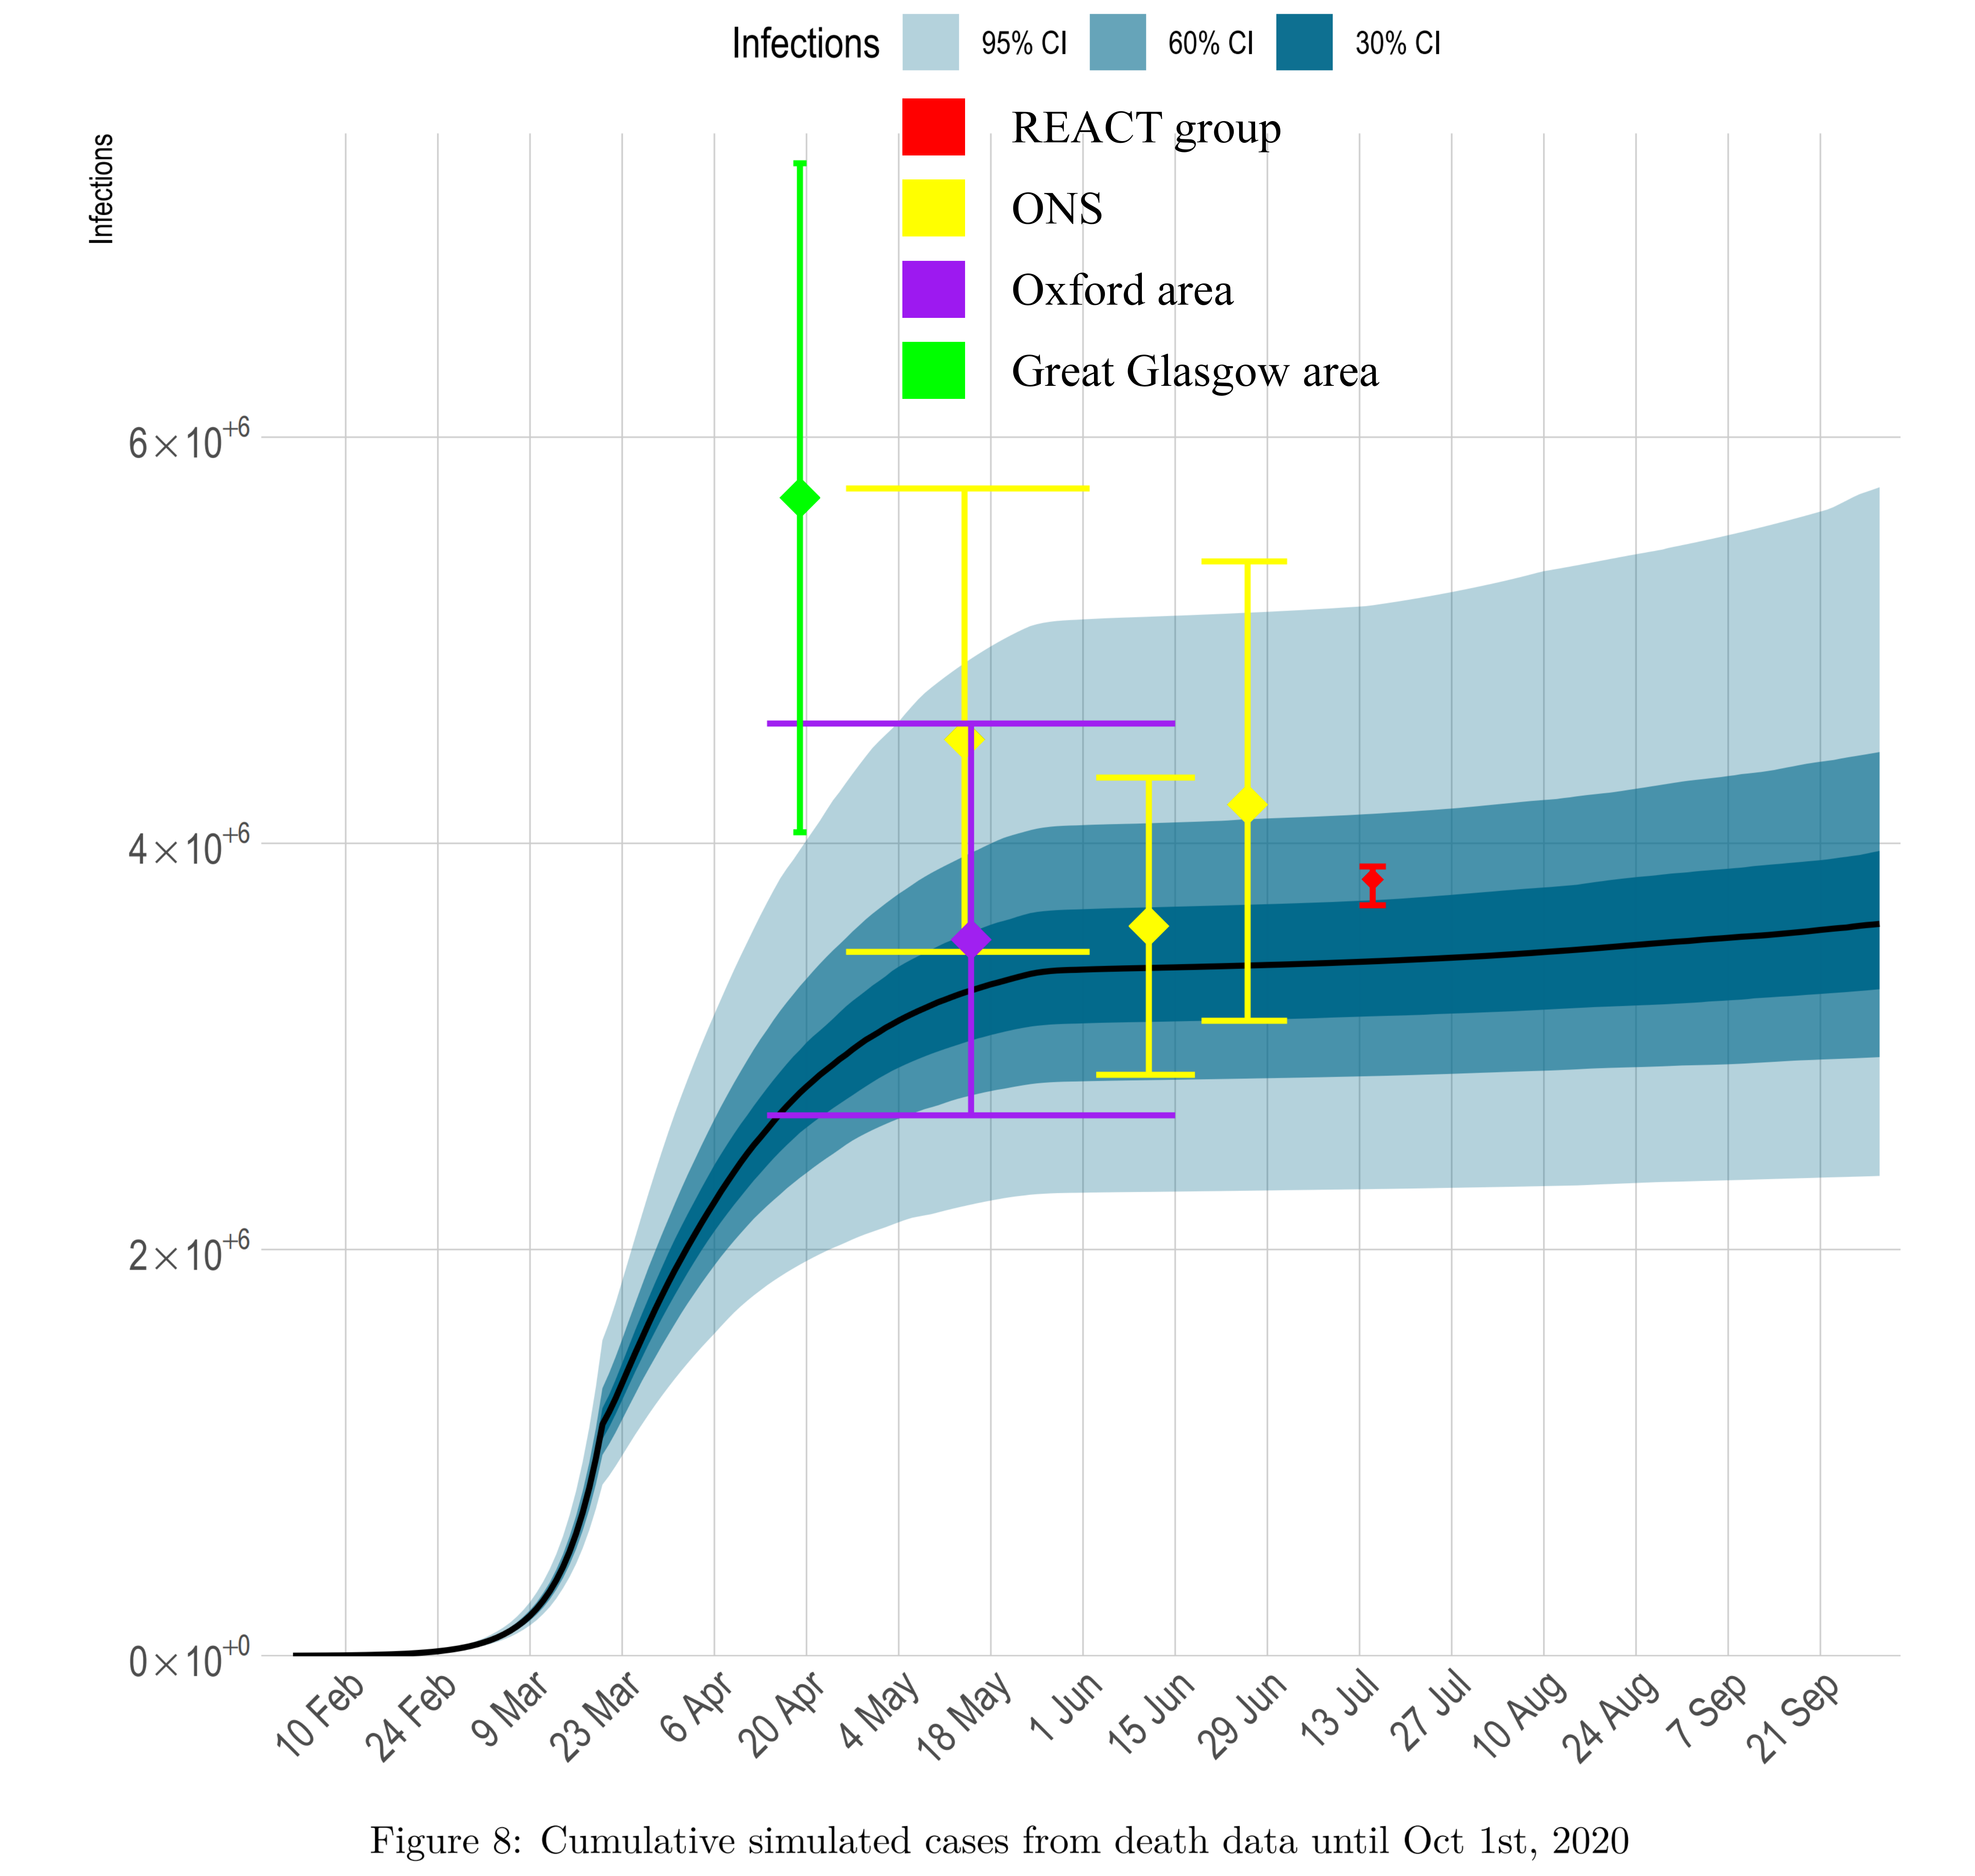 Infections 95% CI 60% CI 30% CI
REACT group
ONS
Oxford area
Great Glasgow area
Infections
6×10+6
4×10+6
2×10+6
0×10+0
10 Feb 24 Feb 9 Mar 23 Mar 6 Apr 20 Apr 4 May 18 May 1 Jun 15 Jun 29 Jun 13 Jul 27 Jul 10 Aug 24 Aug 7 Sep 21 Sep
Figure 8: Cumulative simulated cases from death data until Oct 1st, 2020